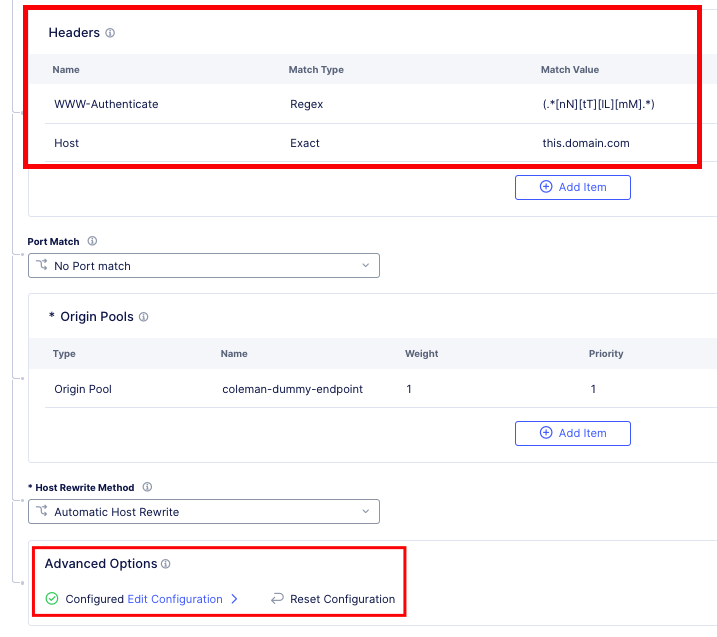 Headers
Name Match Type Match Value
WWW-Authenticate Regex (.*[nN][tT][lL][mM].*)
Host Exact this.domain.com
Add Item
Port Match
No Port match
* Origin Pools
Type Name Weight Priority
Origin Pool coleman-dummy-endpoint 1 1
Add Item
* Host Rewrite Method
Automatic Host Rewrite
Advanced Options
Configured Edit Configuration Reset Configuration